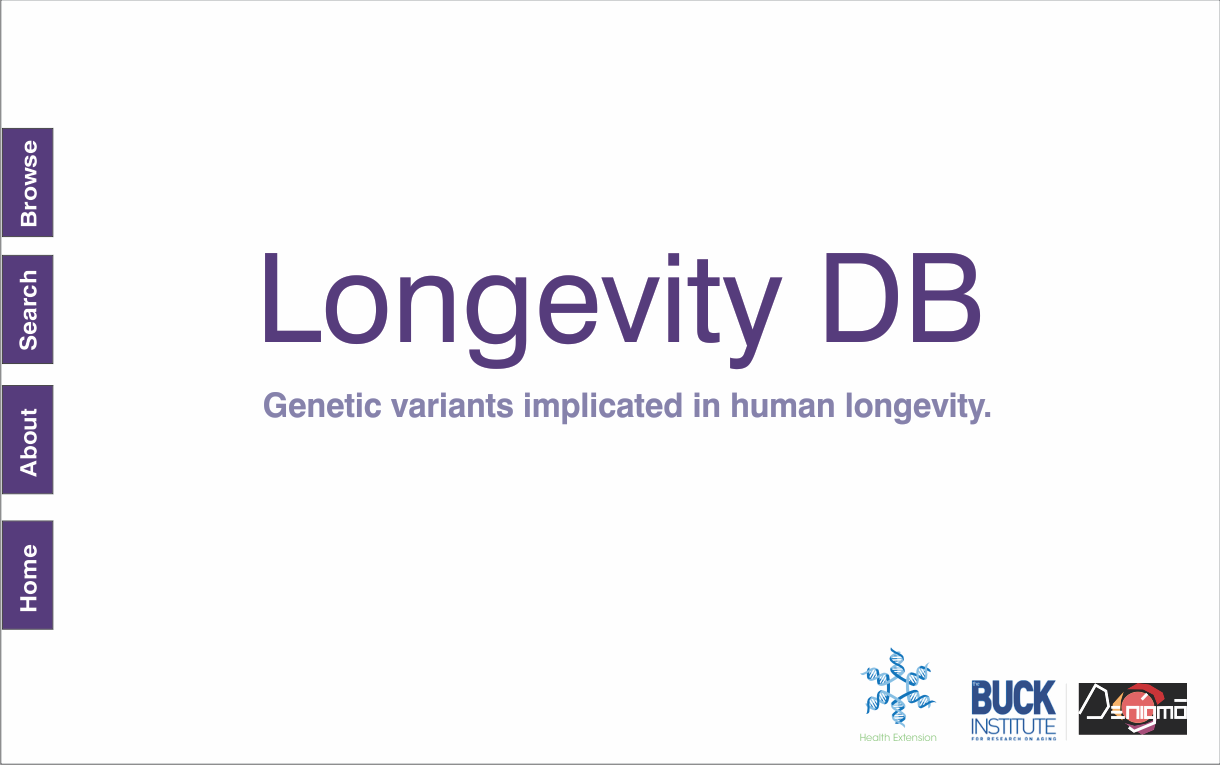 Browse
Search
About
Home
Longevity DB
Genetic variants implicated in human longevity.
Health Extension
the
BUCK
INSTITUTE
FOR RESEARCH ON AGING
Denigma